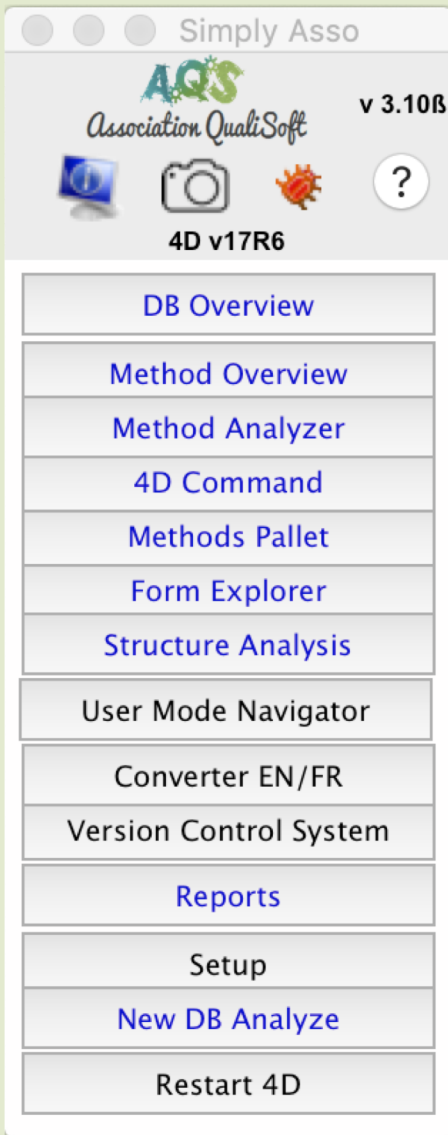 Simply Asso
AQS
Association QualiSoft
v 3.10ß
?
4D v17R6
DB Overview
Method Overview
Method Analyzer
4D Command
Methods Pallet
Form Explorer
Structure Analysis
User Mode Navigator
Converter EN/FR
Version Control System
Reports
Setup
New DB Analyze
Restart 4D